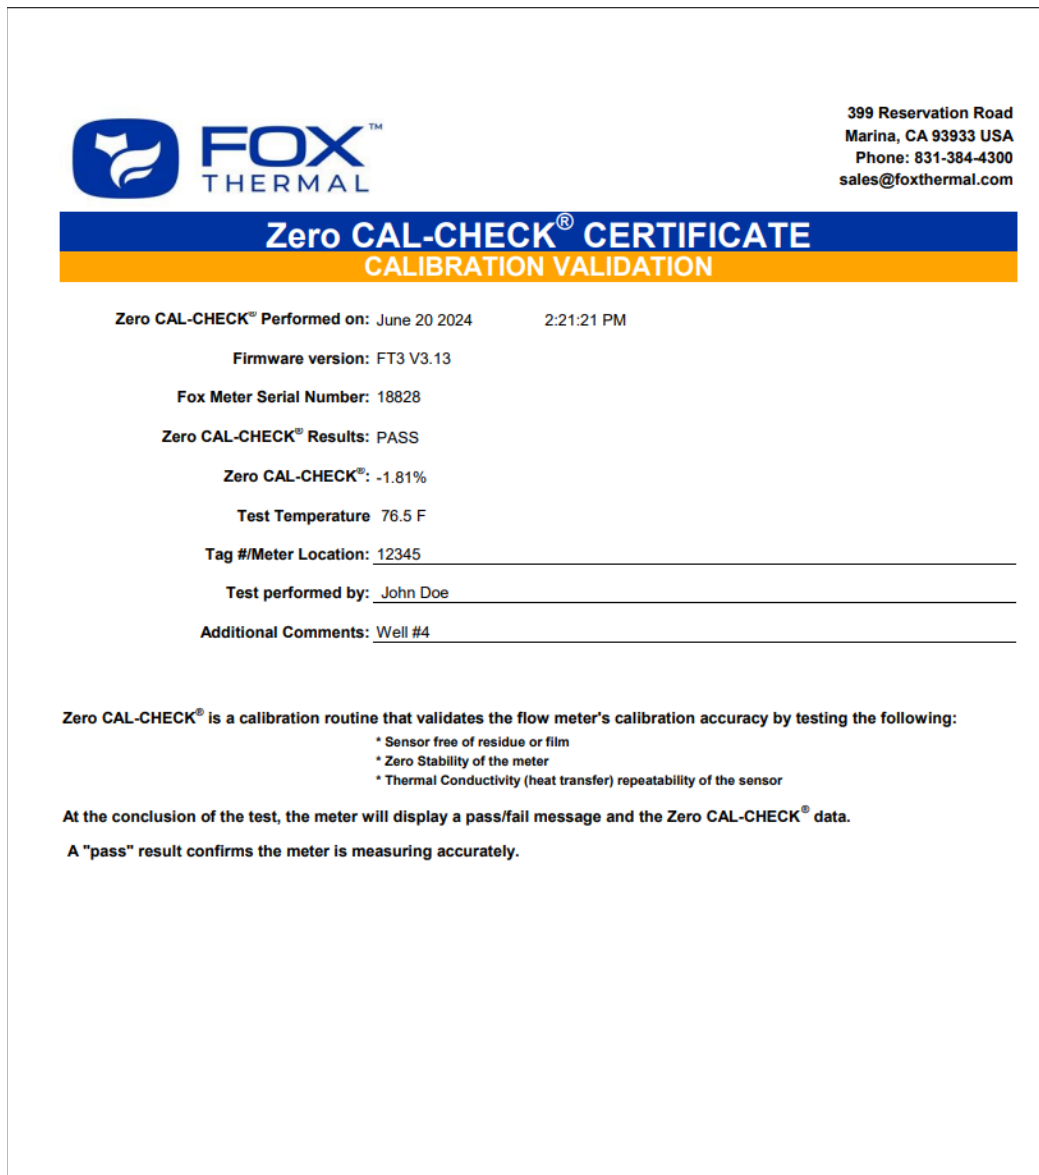 FOX™
THERMAL
399 Reservation Road
Marina, CA 93933 USA
Phone: 831-384-4300
sales@foxthermal.com
Zero CAL-CHECK® CERTIFICATE
CALIBRATION VALIDATION
Zero CAL-CHECK® Performed on: June 20 2024 2:21:21 PM
Firmware version: FT3 V3.13
Fox Meter Serial Number: 18828
Zero CAL-CHECK® Results: PASS
Zero CAL-CHECK®: -1.81%
Test Temperature 76.5 F
Tag #/Meter Location: 12345
Test performed by: John Doe
Additional Comments: Well #4
Zero CAL-CHECK® is a calibration routine that validates the flow meter's calibration accuracy by testing the following:
* Sensor free of residue or film
* Zero Stability of the meter
* Thermal Conductivity (heat transfer) repeatability of the sensor
At the conclusion of the test, the meter will display a pass/fail message and the Zero CAL-CHECK® data.
A "pass" result confirms the meter is measuring accurately.